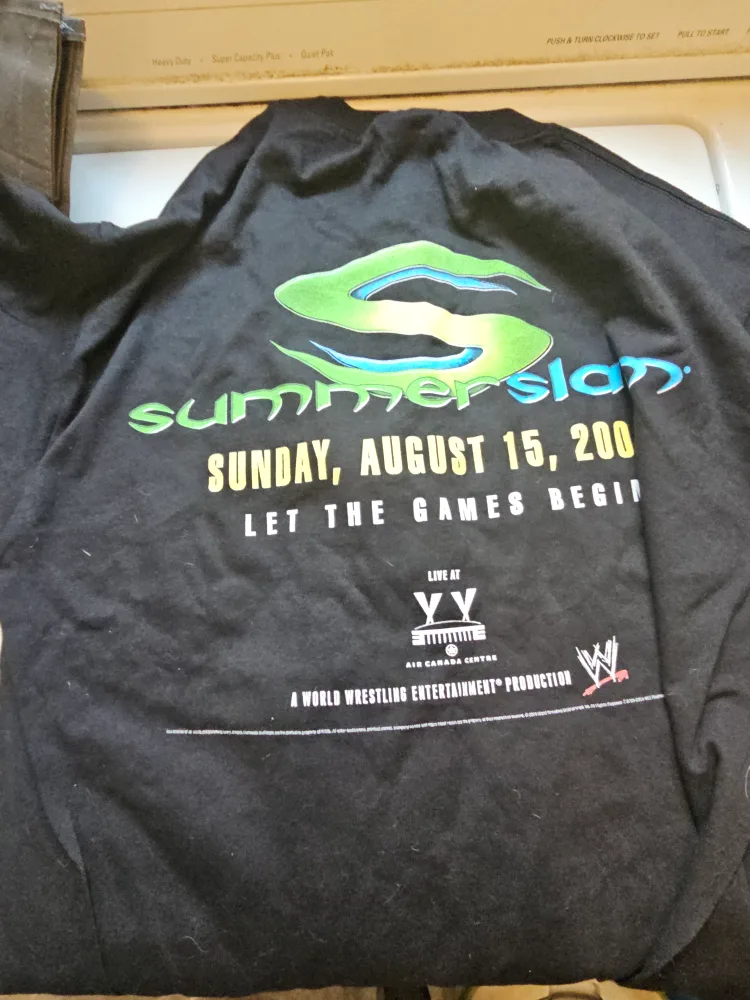 Heavy Duty • Super Capacity Plus • Quiet Pak
PUSH & TURN CLOCKWISE TO SET PULL TO START
summerslam
SUNDAY, AUGUST 15, 200
LET THE GAMES BEGIN
LIVE AT
AIR CANADA CENTRE
A WORLD WRESTLING ENTERTAINMENT® PRODUCTION
W